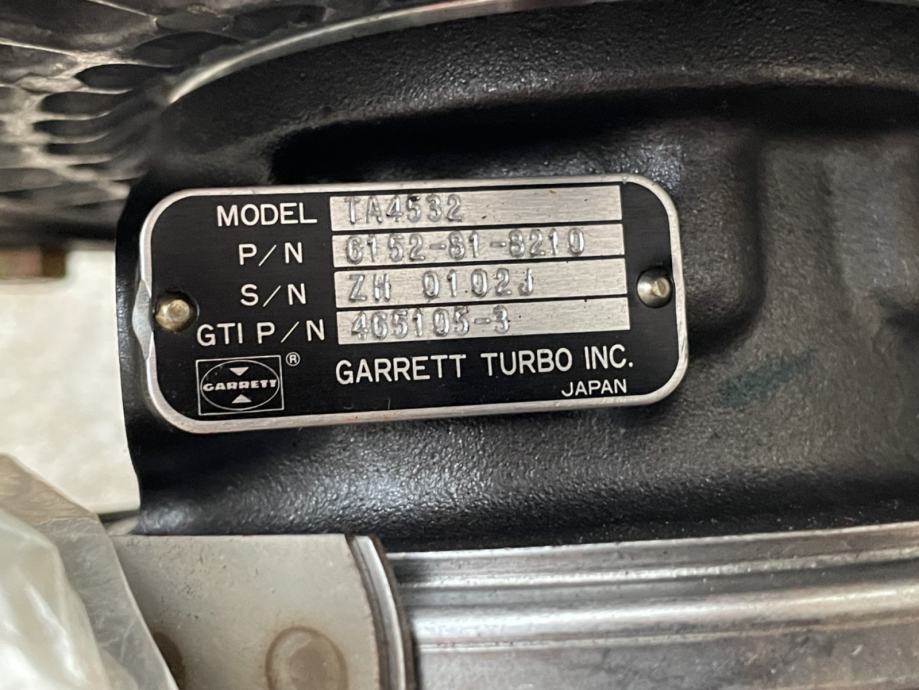 MODEL TA4532
P/N 6152-81-8210
S/N ZH 0102J
GTI P/N 465105-3
GARRETT ® GARRETT TURBO INC.
JAPAN